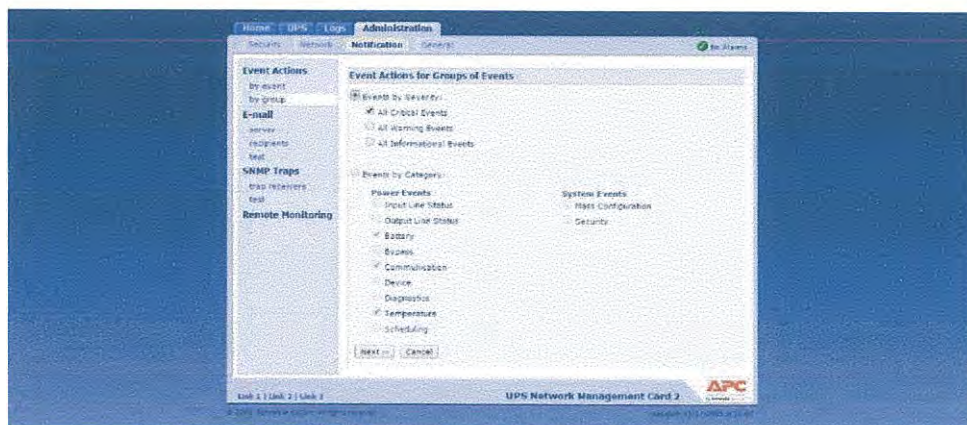 Home UPS Logs Administration
Security Network Notification General
No Alarms
Event Actions
by event
by group
E-mail
server
recipients
test
SNMP Traps
trap receivers
test
Remote Monitoring
Event Actions for Groups of Events
Events by Severity:
All Critical Events
All Warning Events
All Informational Events
Events by Category:
Power Events
Input Line Status
Output Line Status
Battery
Bypass
Communication
Device
Diagnostics
Temperature
Scheduling
System Events
Mass Configuration
Security
Next >> Cancel
Link 1 | Link 2 | Link 3
UPS Network Management Card 2
APC